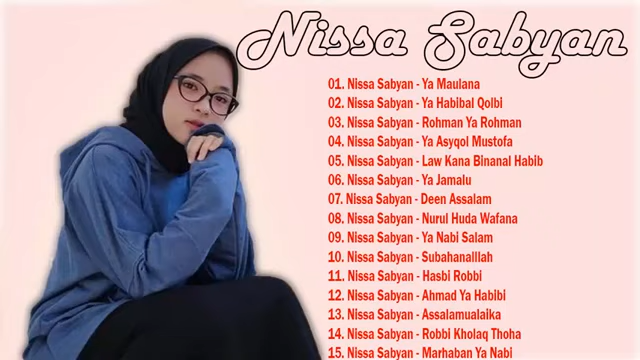 Nissa Sabyan
01. Nissa Sabyan - Ya Maulana
02. Nissa Sabyan - Ya Habibal Qolbi
03. Nissa Sabyan - Rohman Ya Rohman
04. Nissa Sabyan - Ya Asyqol Mustofa
05. Nissa Sabyan - Law Kana Binanal Habib
06. Nissa Sabyan - Ya Jamalu
07. Nissa Sabyan - Deen Assalam
08. Nissa Sabyan - Nurul Huda Wafana
09. Nissa Sabyan - Ya Nabi Salam
10. Nissa Sabyan - Subahanalllah
11. Nissa Sabyan - Hasbi Robbi
12. Nissa Sabyan - Ahmad Ya Habibi
13. Nissa Sabyan - Assalamualaika
14. Nissa Sabyan - Robbi Kholaq Thoha
15. Nissa Sabyan - Marhaban Ya Nabi